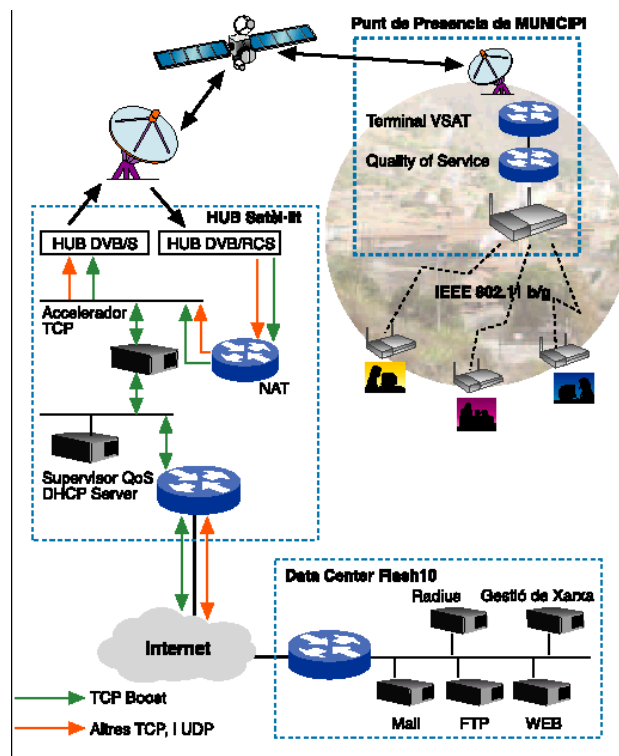 Punt de Presencia de MUNICIPI
Terminal VSAT
Quality of Service
IEEE 802.11 b/g
HUB Satèl·lit
HUB DVB/S
HUB DVB/RCS
Accelerador
TCP
NAT
Supervisor QoS
DHCP Server
Internet
Data Center Flash10
Radius
Gestió de Xarxa
Mail
FTP
WEB
TCP Boost
Altres TCP, i UDP